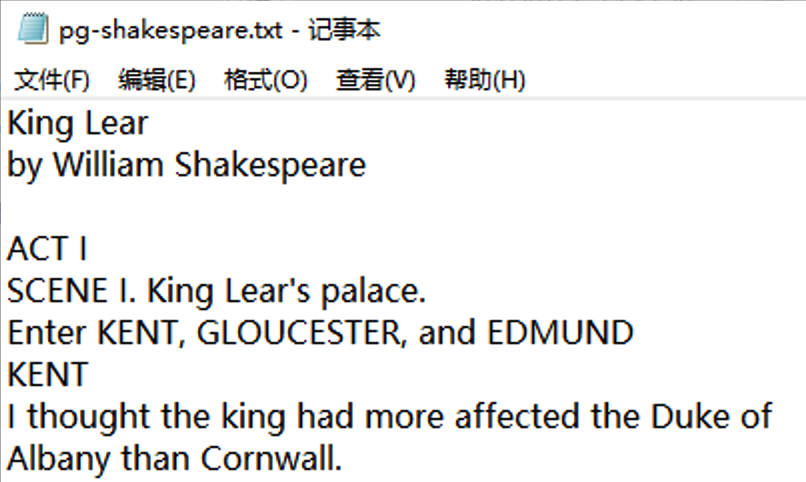 pg-shakespeare.txt - 记事本
文件(F) 编辑(E) 格式(O) 查看(V) 帮助(H)
King Lear
by William Shakespeare
ACT I
SCENE I. King Lear's palace.
Enter KENT, GLOUCESTER, and EDMUND
KENT
I thought the king had more affected the Duke of
Albany than Cornwall.